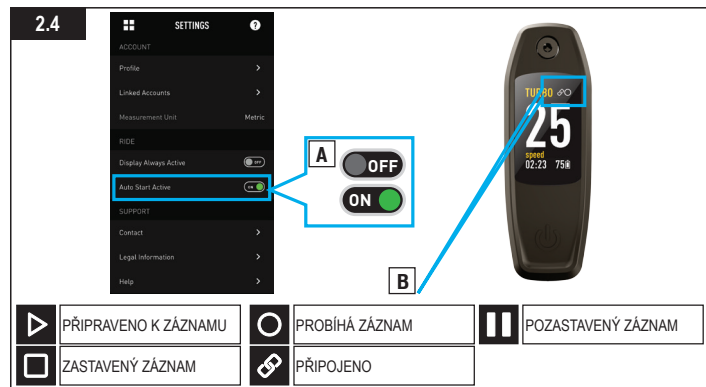 2.4
SETTINGS ?
ACCOUNT
Profile
Linked Accounts
Measurement Unit Metric
RIDE
Display Always Active OFF
Auto Start Active ON
SUPPORT
Contact
Legal Information
Help
A
OFF
ON
TURBO
25
speed
02:23 75
B
PŘIPRAVENO K ZÁZNAMU
PROBÍHÁ ZÁZNAM
POZASTAVENÝ ZÁZNAM
ZASTAVENÝ ZÁZNAM
PŘIPOJENO